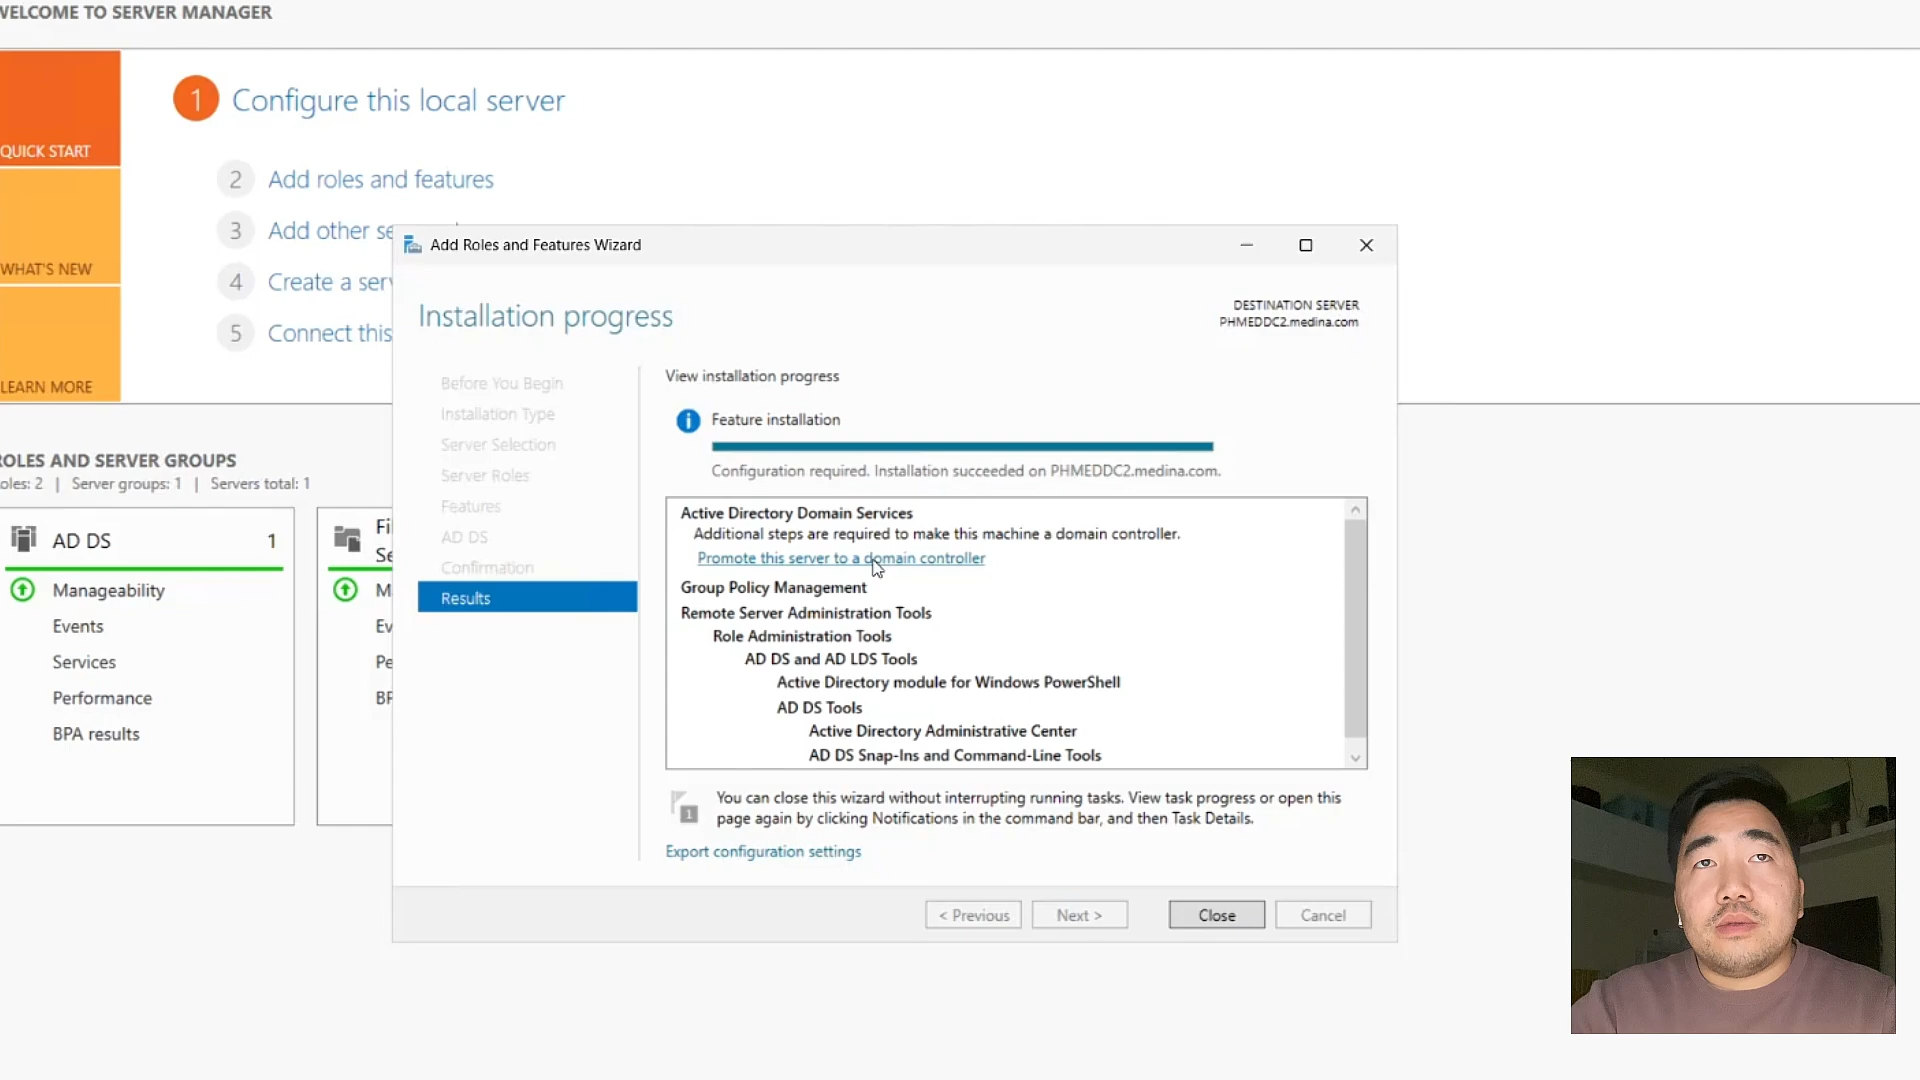 WELCOME TO SERVER MANAGER
1 Configure this local server
QUICK START
2 Add roles and features
3 Add other
WHAT'S NEW
4 Create a
5 Connect this
LEARN MORE
ROLES AND SERVER GROUPS
oles: 2 | Server groups: 1 | Servers total: 1
AD DS 1
Manageability
Events
Services
Performance
BPA results
Add Roles and Features Wizard
Installation progress
DESTINATION SERVER
PHMEDDC2.medina.com
Before You Begin
Installation Type
Server Selection
Server Roles
Features
AD DS
Confirmation
Results
View installation progress
Feature installation
Configuration required. Installation succeeded on PHMEDDC2.medina.com.
Active Directory Domain Services
Additional steps are required to make this machine a domain controller.
Promote this server to a domain controller
Group Policy Management
Remote Server Administration Tools
Role Administration Tools
AD DS and AD LDS Tools
Active Directory module for Windows PowerShell
AD DS Tools
Active Directory Administrative Center
AD DS Snap-Ins and Command-Line Tools
1 You can close this wizard without interrupting running tasks. View task progress or open this
page again by clicking Notifications in the command bar, and then Task Details.
Export configuration settings
< Previous
Next >
Close
Cancel